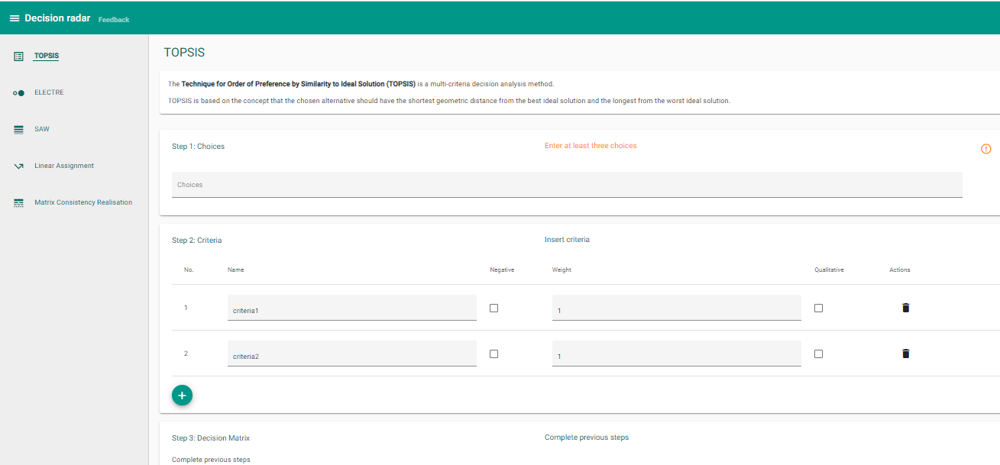 Decision radar Feedback
TOPSIS
ELECTRE
SAW
Linear Assignment
Matrix Consistency Realisation
TOPSIS
The Technique for Order of Preference by Similarity to Ideal Solution (TOPSIS) is a multi-criteria decision analysis method.
TOPSIS is based on the concept that the chosen alternative should have the shortest geometric distance from the best ideal solution and the longest from the worst ideal solution.
Step 1: Choices Enter at least three choices
Choices
Step 2: Criteria Insert criteria
No. Name Negative Weight Qualitative Actions
1 criteria1 1
2 criteria2 1
Step 3: Decision Matrix Complete previous steps
Complete previous steps